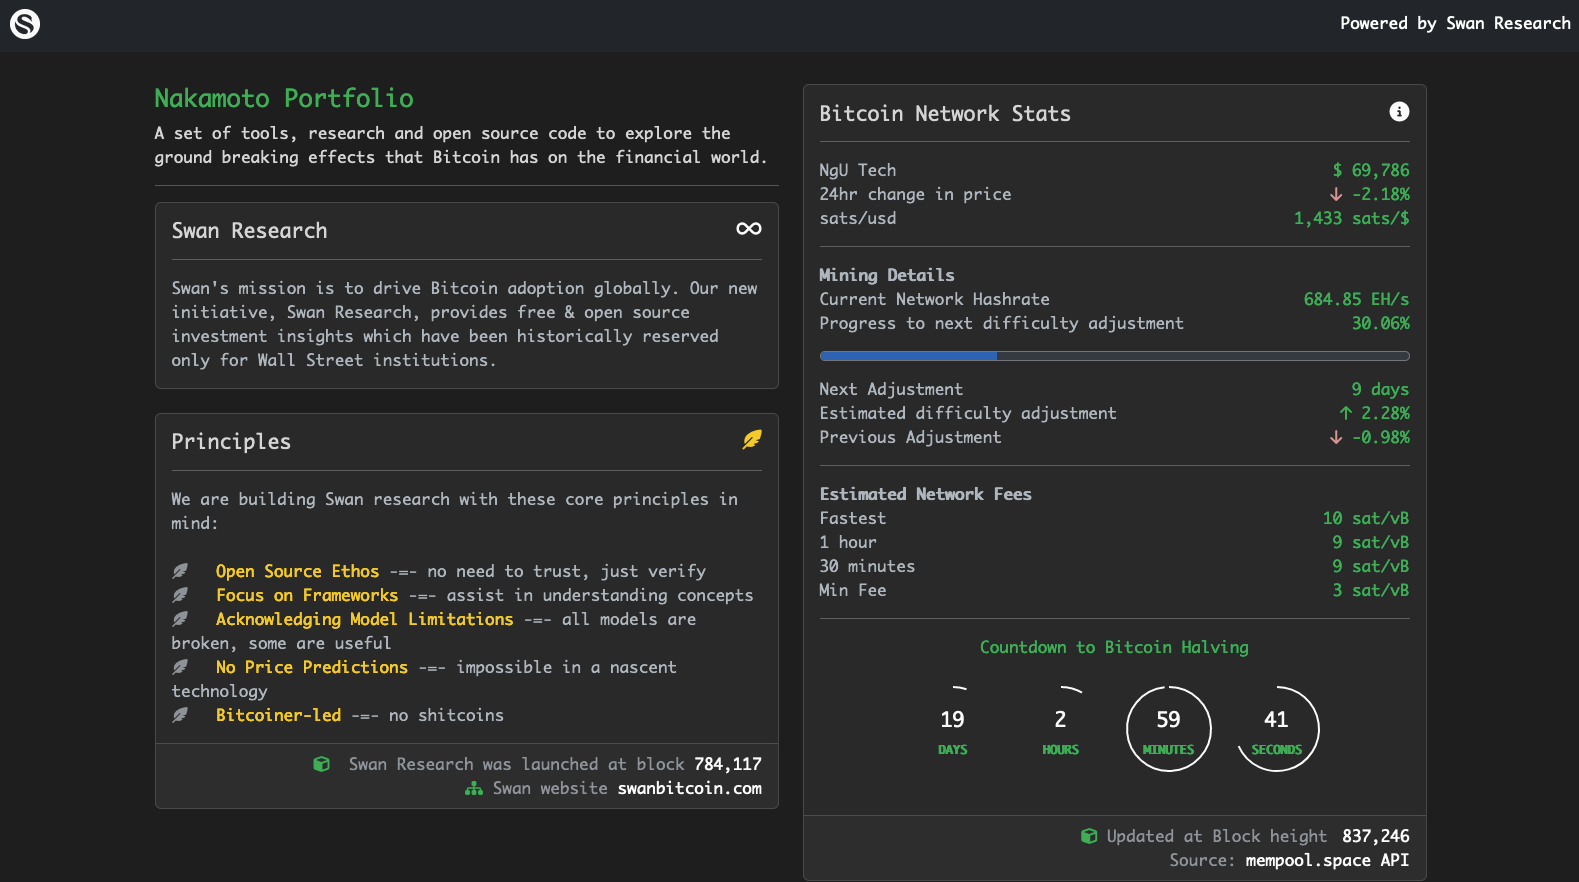 S
Powered by Swan Research
Nakamoto Portfolio
A set of tools, research and open source code to explore the
ground breaking effects that Bitcoin has on the financial world.
Swan Research
Swan's mission is to drive Bitcoin adoption globally. Our new
initiative, Swan Research, provides free & open source
investment insights which have been historically reserved
only for Wall Street institutions.
Principles
We are building Swan research with these core principles in
mind:
Open Source Ethos -=- no need to trust, just verify
Focus on Frameworks -=- assist in understanding concepts
Acknowledging Model Limitations -=- all models are
broken, some are useful
No Price Predictions -=- impossible in a nascent
technology
Bitcoiner-led -=- no shitcoins
Swan Research was launched at block 784,117
Swan website swanbitcoin.com
Bitcoin Network Stats
NgU Tech $ 69,786
24hr change in price ↓ -2.18%
sats/usd 1,433 sats/$
Mining Details
Current Network Hashrate 684.85 EH/s
Progress to next difficulty adjustment 30.06%
Next Adjustment 9 days
Estimated difficulty adjustment ↑ 2.28%
Previous Adjustment ↓ -0.98%
Estimated Network Fees
Fastest 10 sat/vB
1 hour 9 sat/vB
30 minutes 9 sat/vB
Min Fee 3 sat/vB
Countdown to Bitcoin Halving
19 2 59 41
DAYS HOURS MINUTES SECONDS
Updated at Block height 837,246
Source: mempool.space API